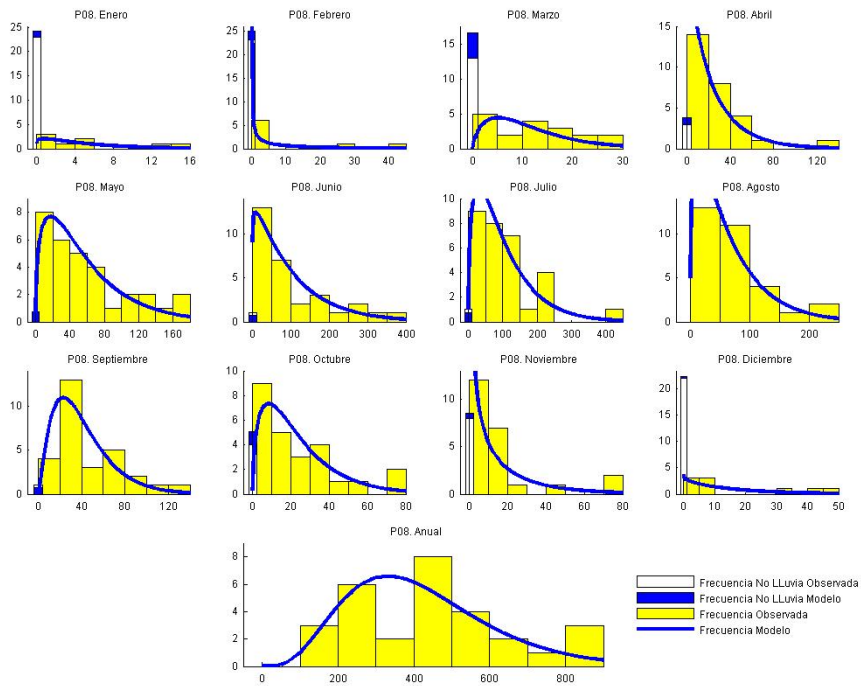 P08. Enero
25
20
15
10
5
0
0 4 8 12 16
P08. Febrero
25
20
15
10
5
0
0 10 20 30 40
P08. Marzo
15
10
5
0
0 10 20 30
P08. Abril
15
10
5
0
0 40 80 120
P08. Mayo
8
6
4
2
0
0 40 80 120 160
P08. Junio
10
5
0
0 100 200 300 400
P08. Julio
10
8
6
4
2
0
0 100 200 300 400
P08. Agosto
10
5
0
0 100 200
P08. Septiembre
10
5
0
0 40 80 120
P08. Octubre
10
8
6
4
2
0
0 20 40 60 80
P08. Noviembre
10
5
0
0 20 40 60 80
P08. Diciembre
20
15
10
5
0
0 10 20 30 40 50
P08. Anual
8
6
4
2
0
0 200 400 600 800
Frecuencia No LLuvia Observada
Frecuencia No LLuvia Modelo
Frecuencia Observada
Frecuencia Modelo